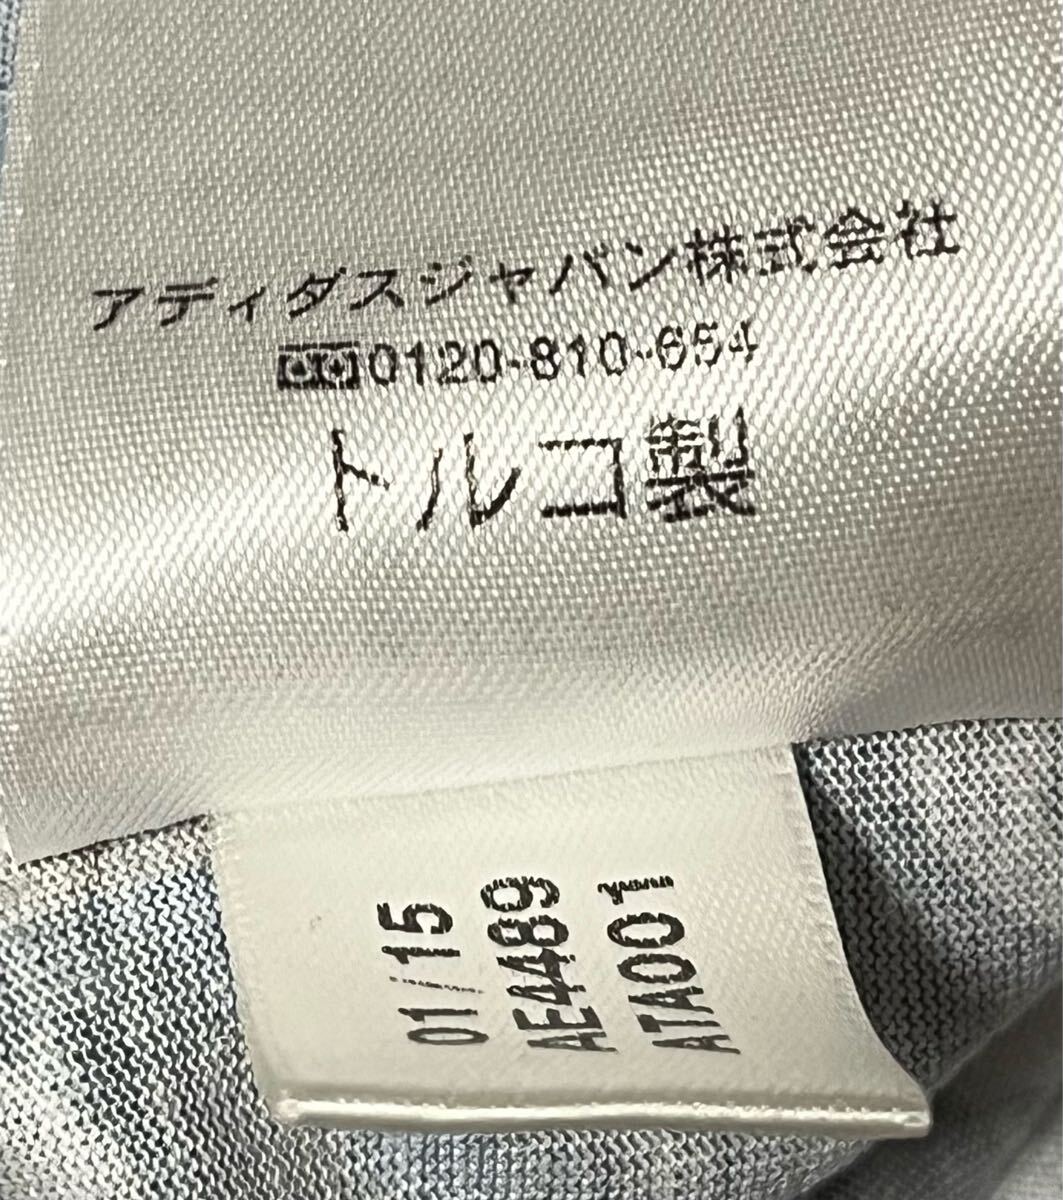 アディダスジャパン株式会社
0120-810-654
トルコ製
01/15
AE4489
ATA001